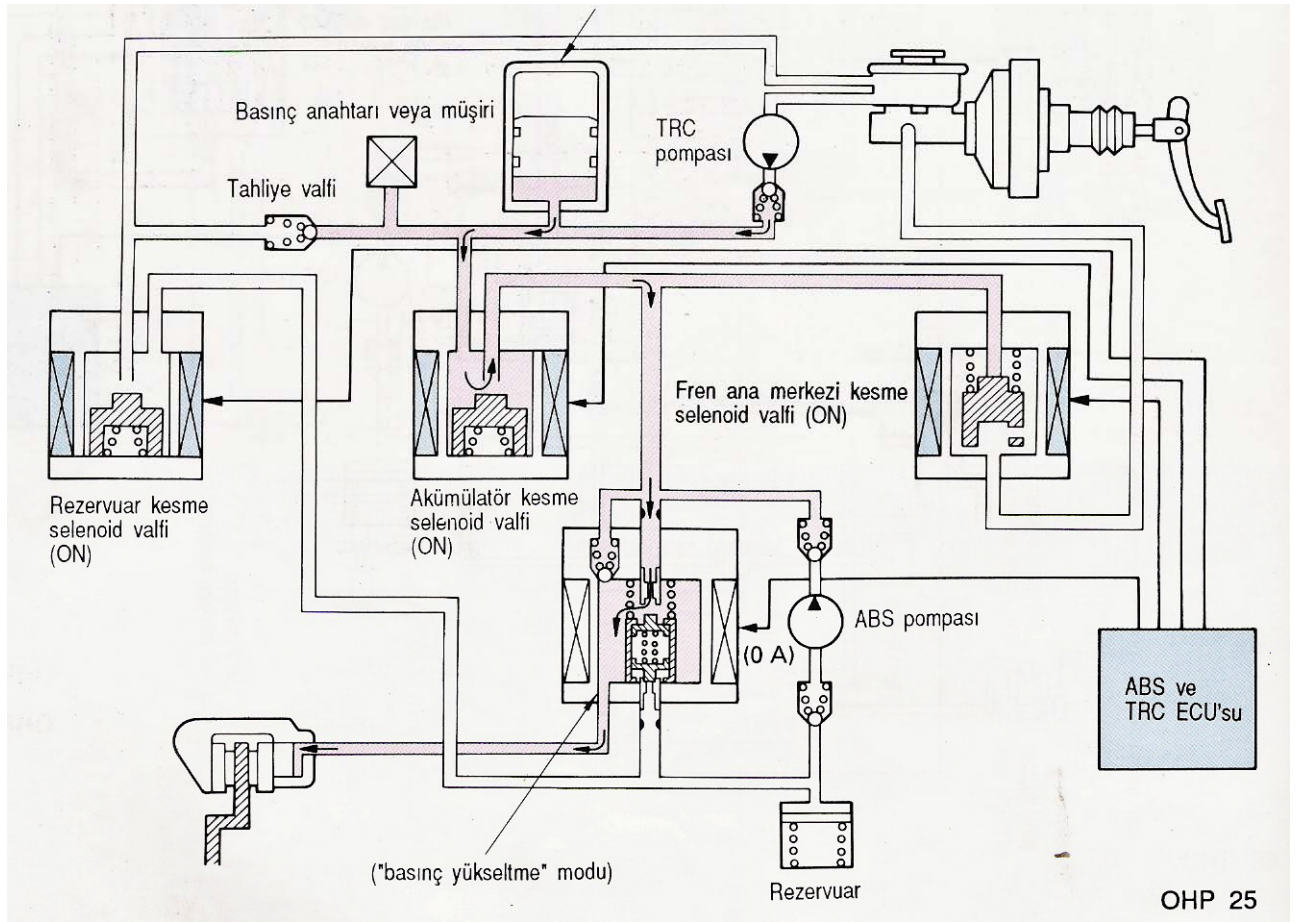 Basınç anahtarı veya müşiri
TRC
pompası
Tahliye valfi
Fren ana merkezi kesme
selenoid valfi (ON)
Rezervuar kesme
selenoid valfi
(ON)
Akümülatör kesme
selenoid valfi
(ON)
ABS pompası
(0 A)
ABS ve
TRC ECU'su
("basınç yükseltme" modu)
Rezervuar
OHP 25